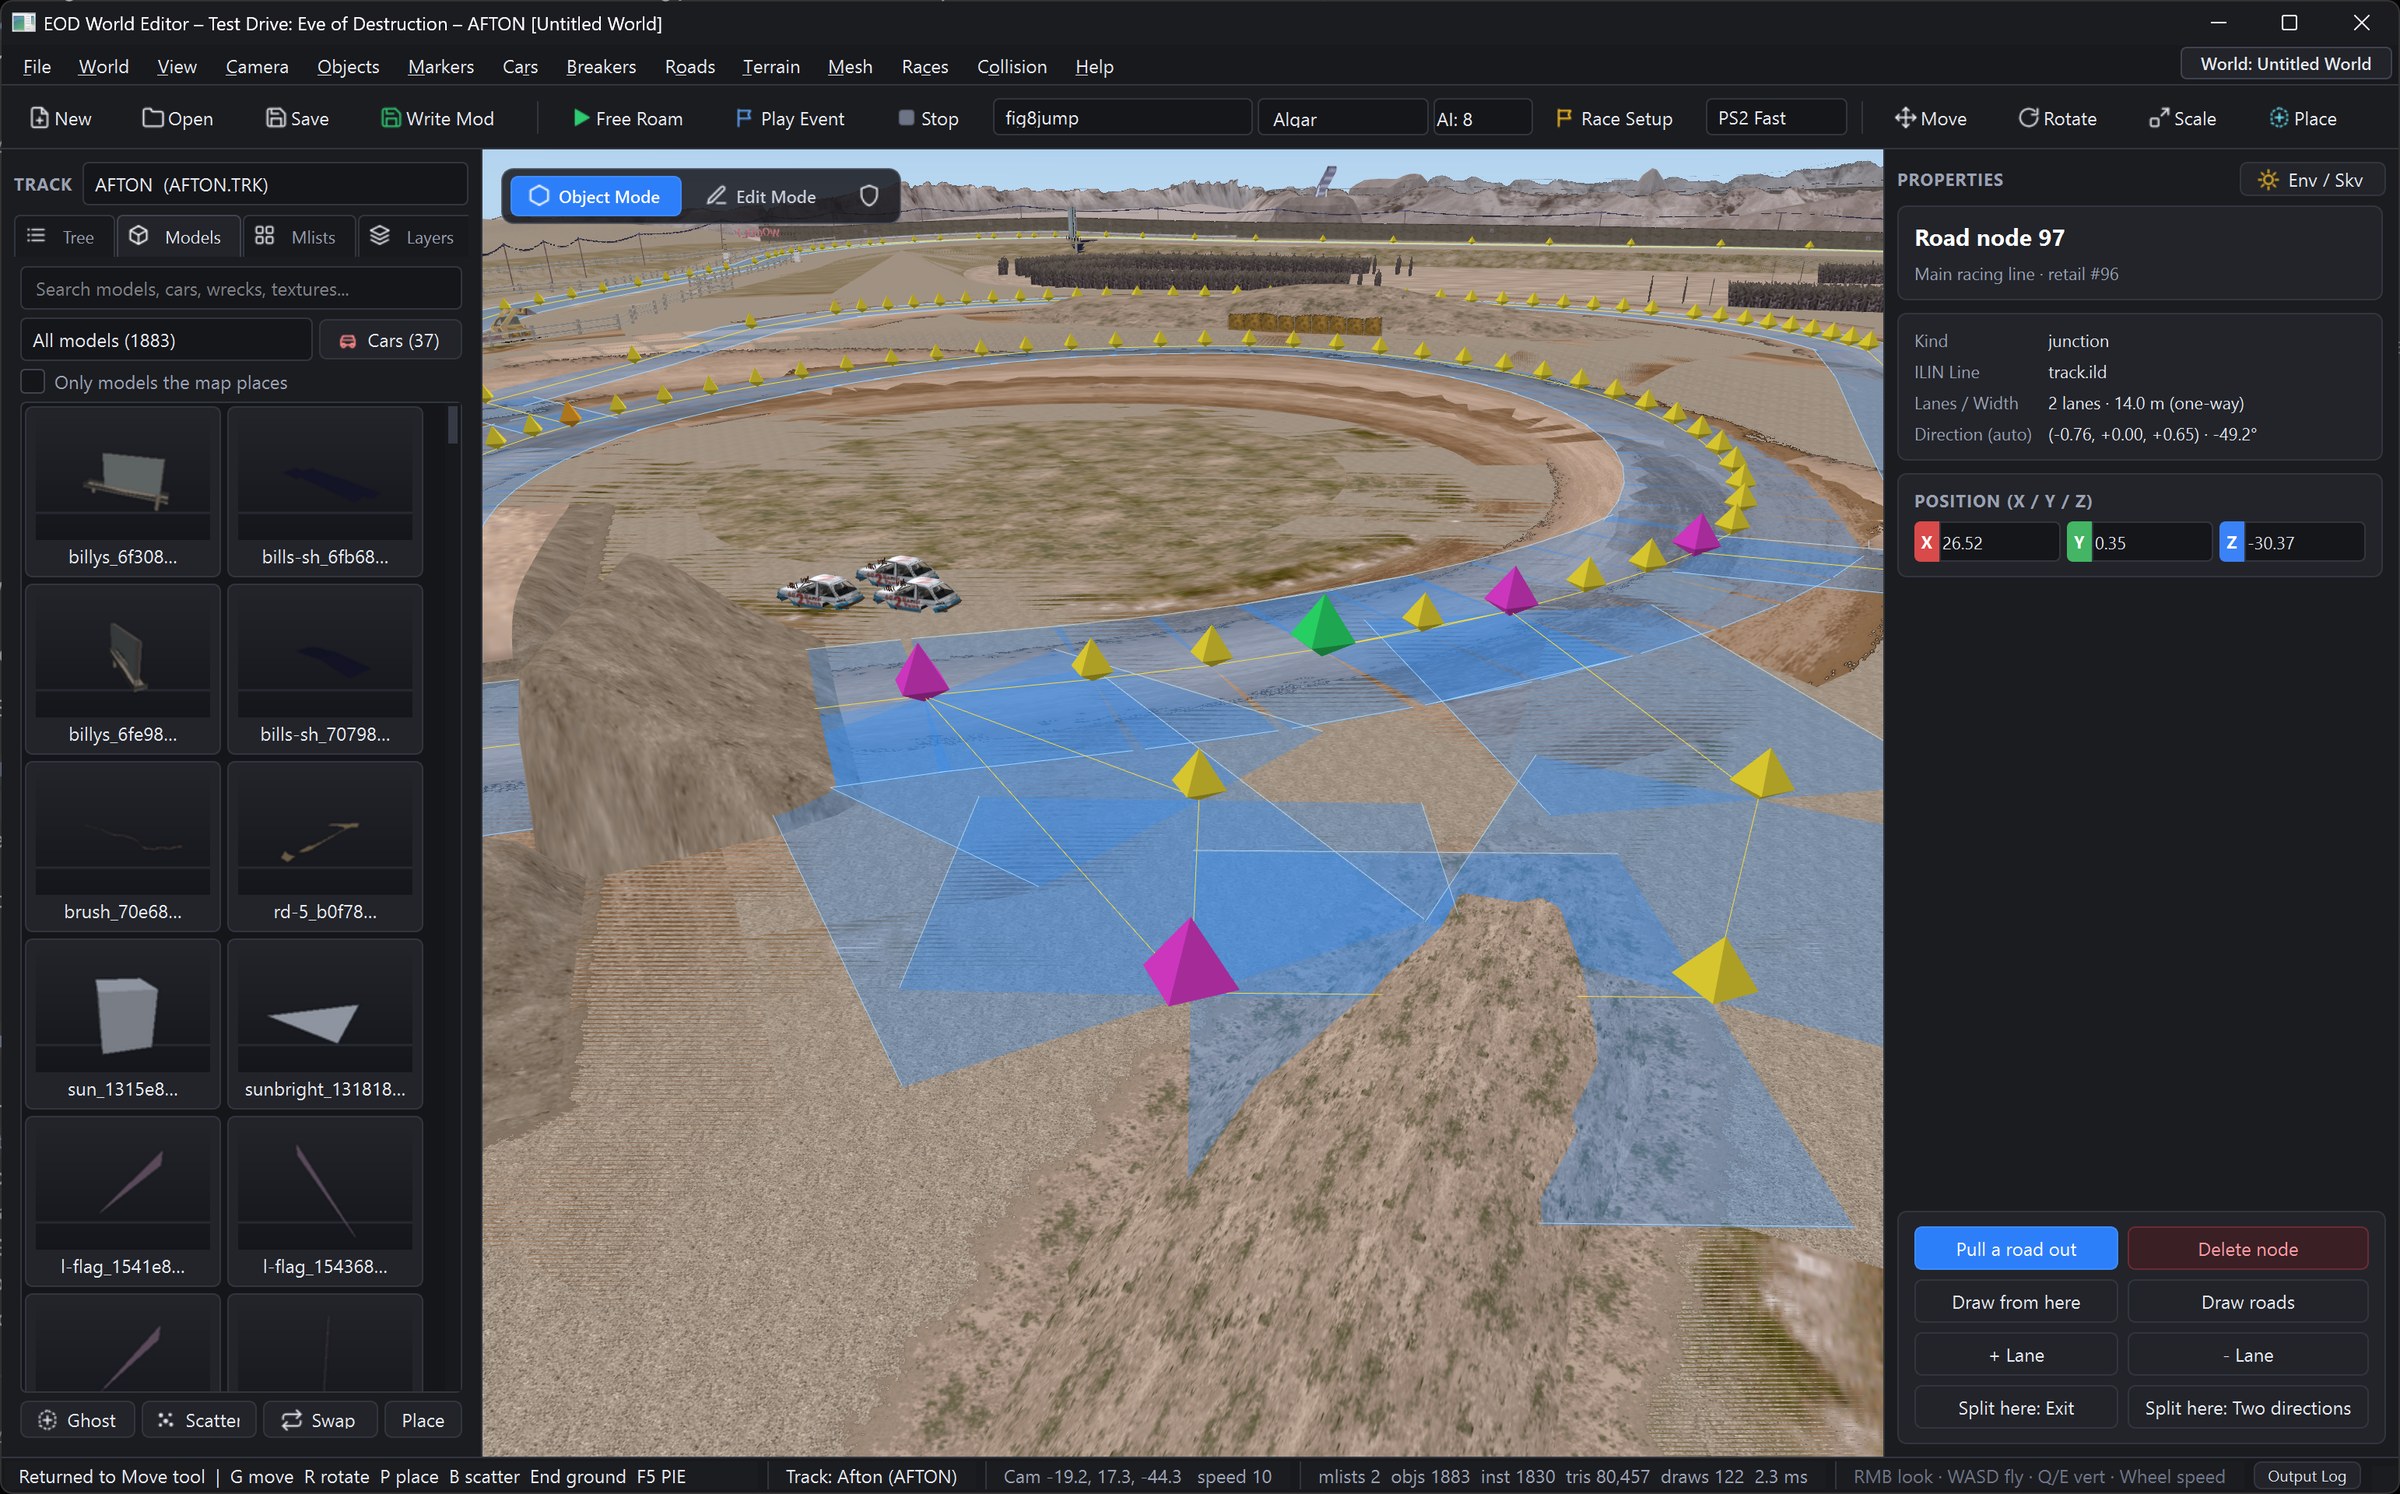 EOD World Editor – Test Drive: Eve of Destruction – AFTON [Untitled World]
File World View Camera Objects Markers Cars Breakers Roads Terrain Mesh Races Collision Help
World: Untitled World
New Open Save Write Mod Free Roam Play Event Stop fig8jump Algar AI: 8 Race Setup PS2 Fast Move Rotate Scale Place
TRACK AFTON (AFTON.TRK)
Tree Models Mlists Layers
Search models, cars, wrecks, textures...
All models (1883) Cars (37)
Only models the map places
billys_6f308... bills-sh_6fb68...
billys_6fe98... bills-sh_70798...
brush_70e68... rd-5_b0f78...
sun_1315e8... sunbright_131818...
l-flag_1541e8... l-flag_154368...
Ghost Scatter Swap Place
Object Mode Edit Mode
PROPERTIES Env / Sky
Road node 97
Main racing line · retail #96
Kind junction
ILIN Line track.ild
Lanes / Width 2 lanes · 14.0 m (one-way)
Direction (auto) (-0.76, +0.00, +0.65) · -49.2°
POSITION (X / Y / Z)
X 26.52 Y 0.35 Z -30.37
Pull a road out Delete node
Draw from here Draw roads
+ Lane - Lane
Split here: Exit Split here: Two directions
Returned to Move tool | G move R rotate P place B scatter End ground F5 PIE Track: Afton (AFTON) Cam -19.2, 17.3, -44.3 speed 10 mlists 2 objs 1883 inst 1830 tris 80,457 draws 122 2.3 ms RMB look · WASD fly · Q/E vert · Wheel speed Output Log